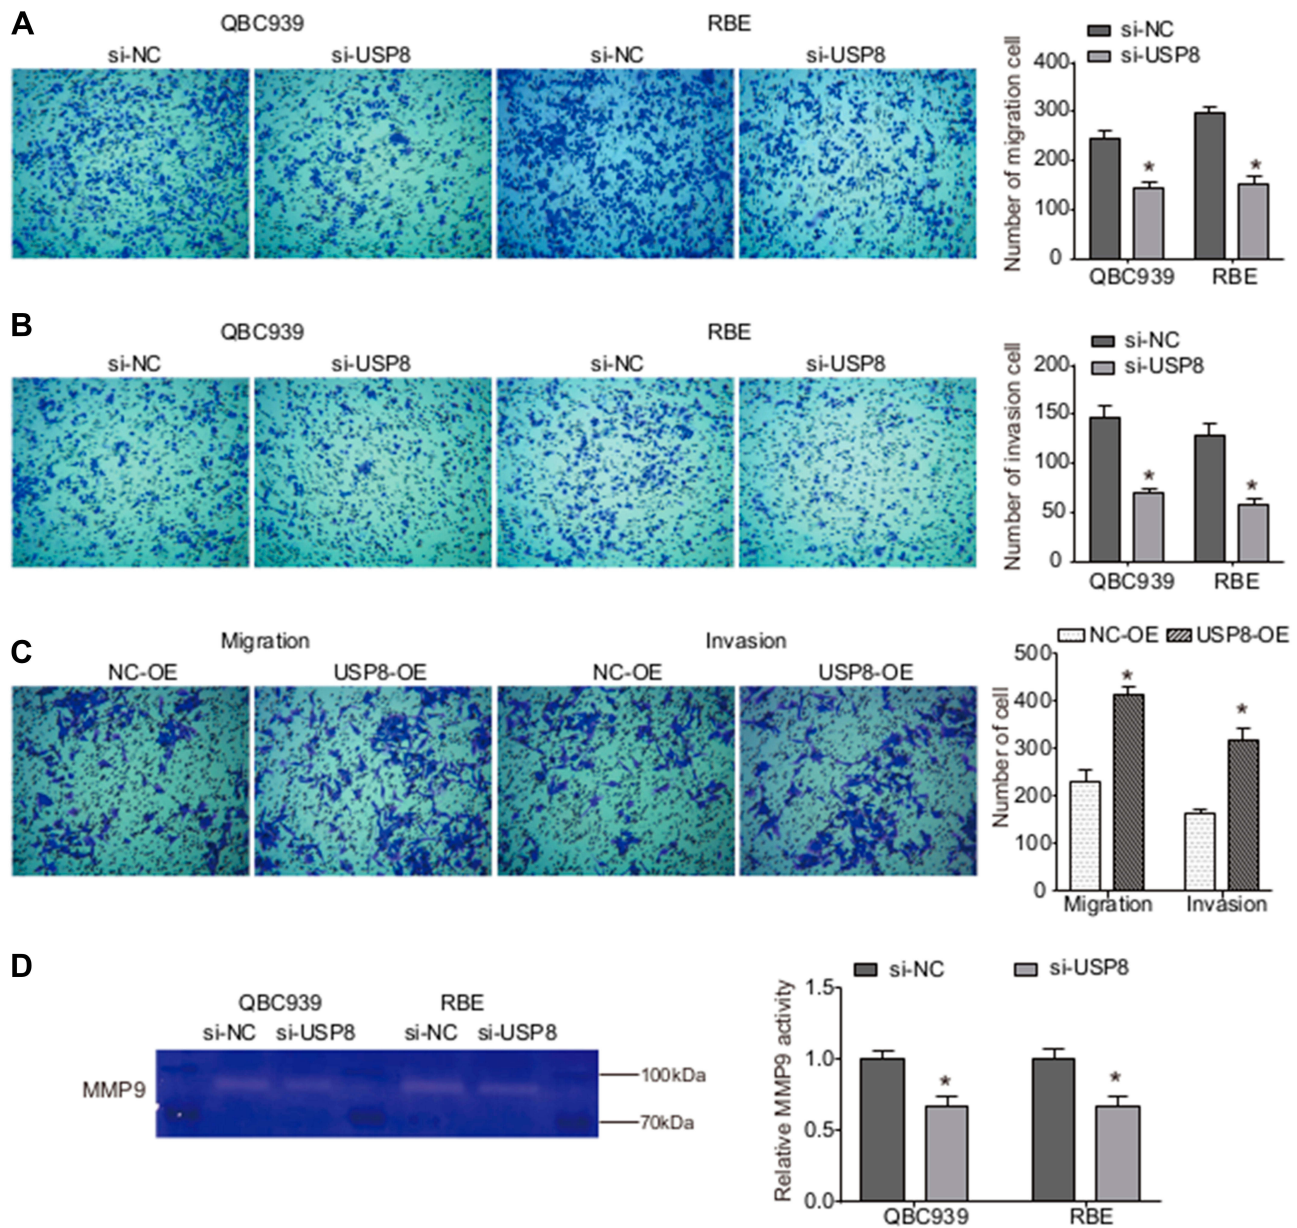 A
QBC939
RBE
si-NC
si-USP8
si-NC
si-USP8
si-NC
si-USP8
Number of migration cell
400
300
200
100
0
*
*
QBC939
RBE
B
QBC939
RBE
si-NC
si-USP8
si-NC
si-USP8
si-NC
si-USP8
Number of invasion cell
200
150
100
50
0
*
*
QBC939
RBE
C
Migration
Invasion
NC-OE
USP8-OE
NC-OE
USP8-OE
NC-OE
USP8-OE
Number of cell
500
400
300
200
100
0
*
*
Migration
Invasion
D
QBC939
RBE
si-NC
si-USP8
si-NC
si-USP8
MMP9
100kDa
70kDa
si-NC
si-USP8
Relative MMP9 activity
1.5
1.0
0.5
0.0
*
*
QBC939
RBE